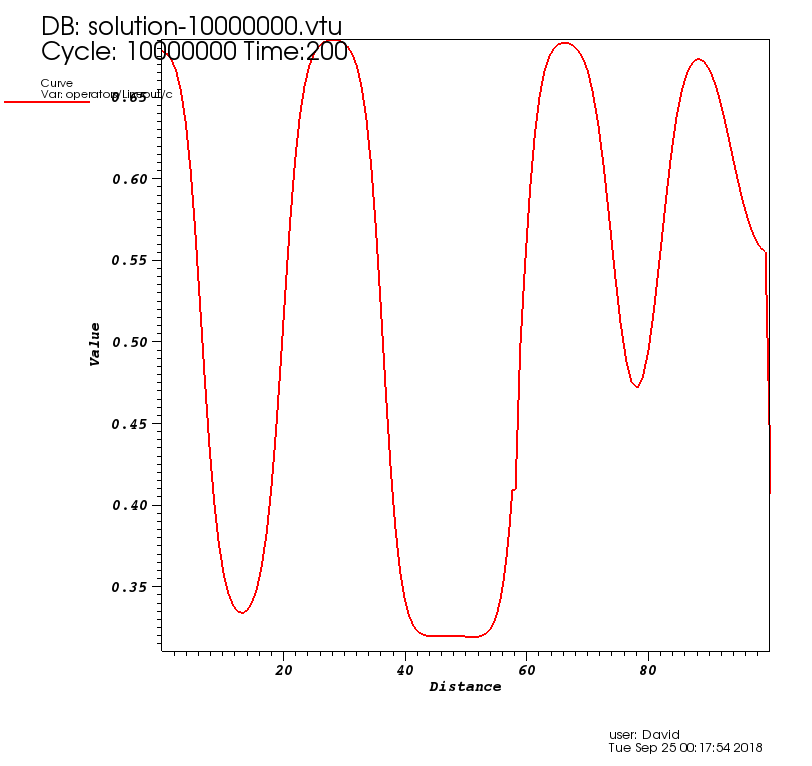 DB: solution-10000000.vtu
Cycle: 10000000 Time:200
Curve
Var: operators/Lineout/c
0.65
0.60
0.55
0.50
0.45
0.40
0.35
Value
20 40 60 80
Distance
user: David
Tue Sep 25 00:17:54 2018